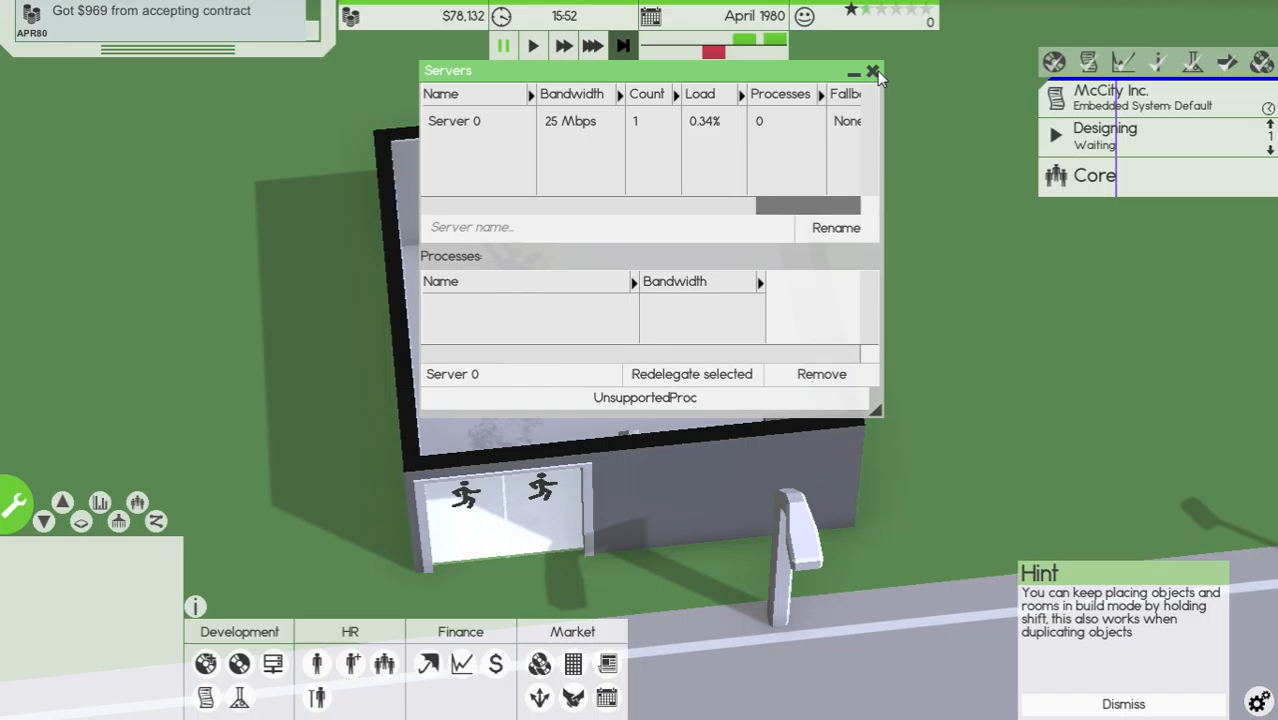 Got $969 from accepting contract
APR80
$78,132
15:52
April 1980
0
Servers
Name Bandwidth Count Load Processes Fallb
Server 0 25 Mbps 1 0.34% 0 None
Server name...
Rename
Processes:
Name Bandwidth
Server 0 Redelegate selected Remove
UnsupportedProc
McCity Inc.
Embedded System: Default
Designing
Waiting
1
Core
Development HR Finance Market
Hint
You can keep placing objects and
rooms in build mode by holding
shift, this also works when
duplicating objects
Dismiss